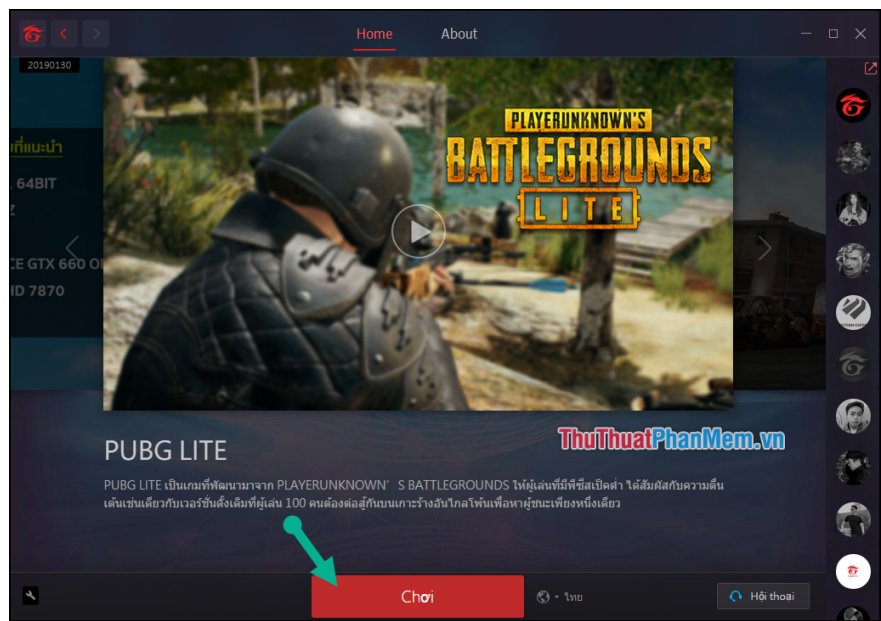 Home
About
20190130
ที่แนะนำ
64BIT
CE GTX 660 O
HD 7870
PLAYERUNKNOWN'S
BATTLEGROUNDS
LITE
PUBG LITE
ThuThuatPhanMem.vn
PUBG LITE เป็นเกมที่พัฒนามาจาก PLAYERUNKNOWN' S BATTLEGROUNDS ให้ผู้เล่นที่มีพีซีสเป็คต่ำ ได้สัมผัสกับความตื่น
เต้นเช่นเดียวกับเวอร์ชั่นดั้งเดิมที่ผู้เล่น 100 คนต้องต่อสู้กันบนเกาะร้างอันไกลโพ้นเพื่อหาผู้ชนะเพียงหนึ่งเดียว
Chơi
ไทย
Hội thoại